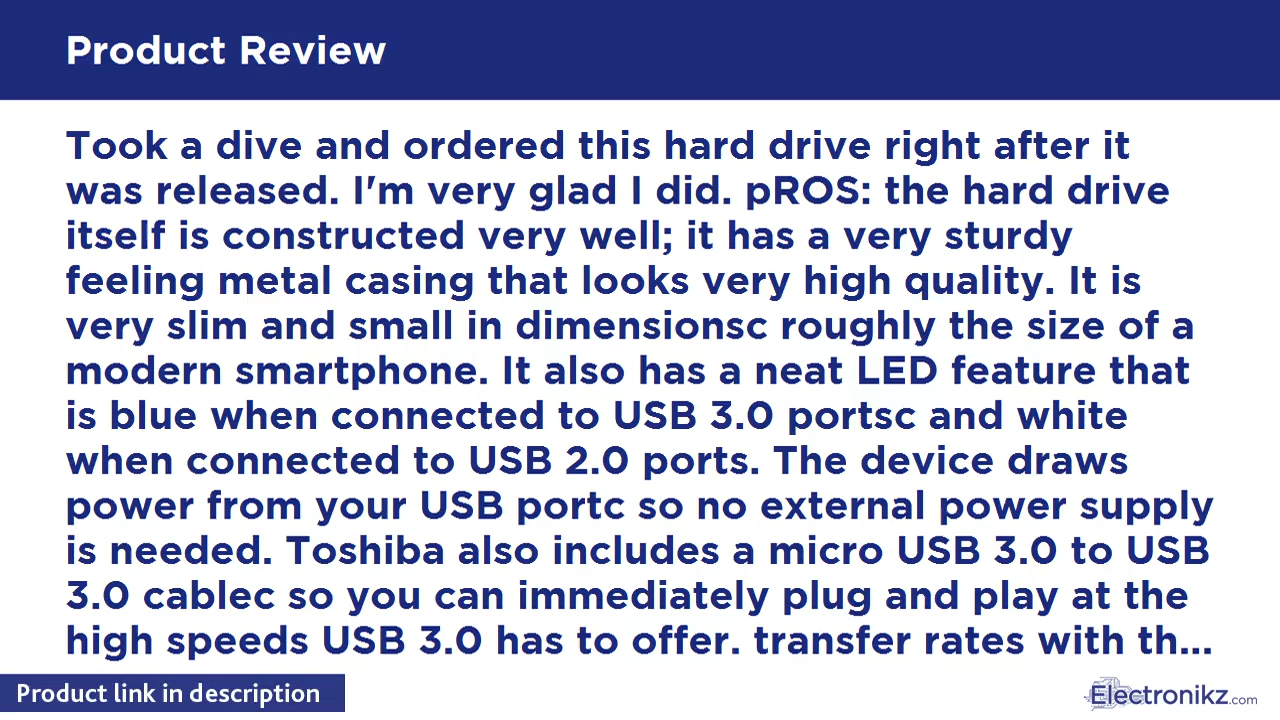 Product Review
Took a dive and ordered this hard drive right after it
was released. I'm very glad I did. pROS: the hard drive
itself is constructed very well; it has a very sturdy
feeling metal casing that looks very high quality. It is
very slim and small in dimensionsc roughly the size of a
modern smartphone. It also has a neat LED feature that
is blue when connected to USB 3.0 portsc and white
when connected to USB 2.0 ports. The device draws
power from your USB portc so no external power supply
is needed. Toshiba also includes a micro USB 3.0 to USB
3.0 cablec so you can immediately plug and play at the
high speeds USB 3.0 has to offer. transfer rates with th...
Product link in description
Electronikz.com